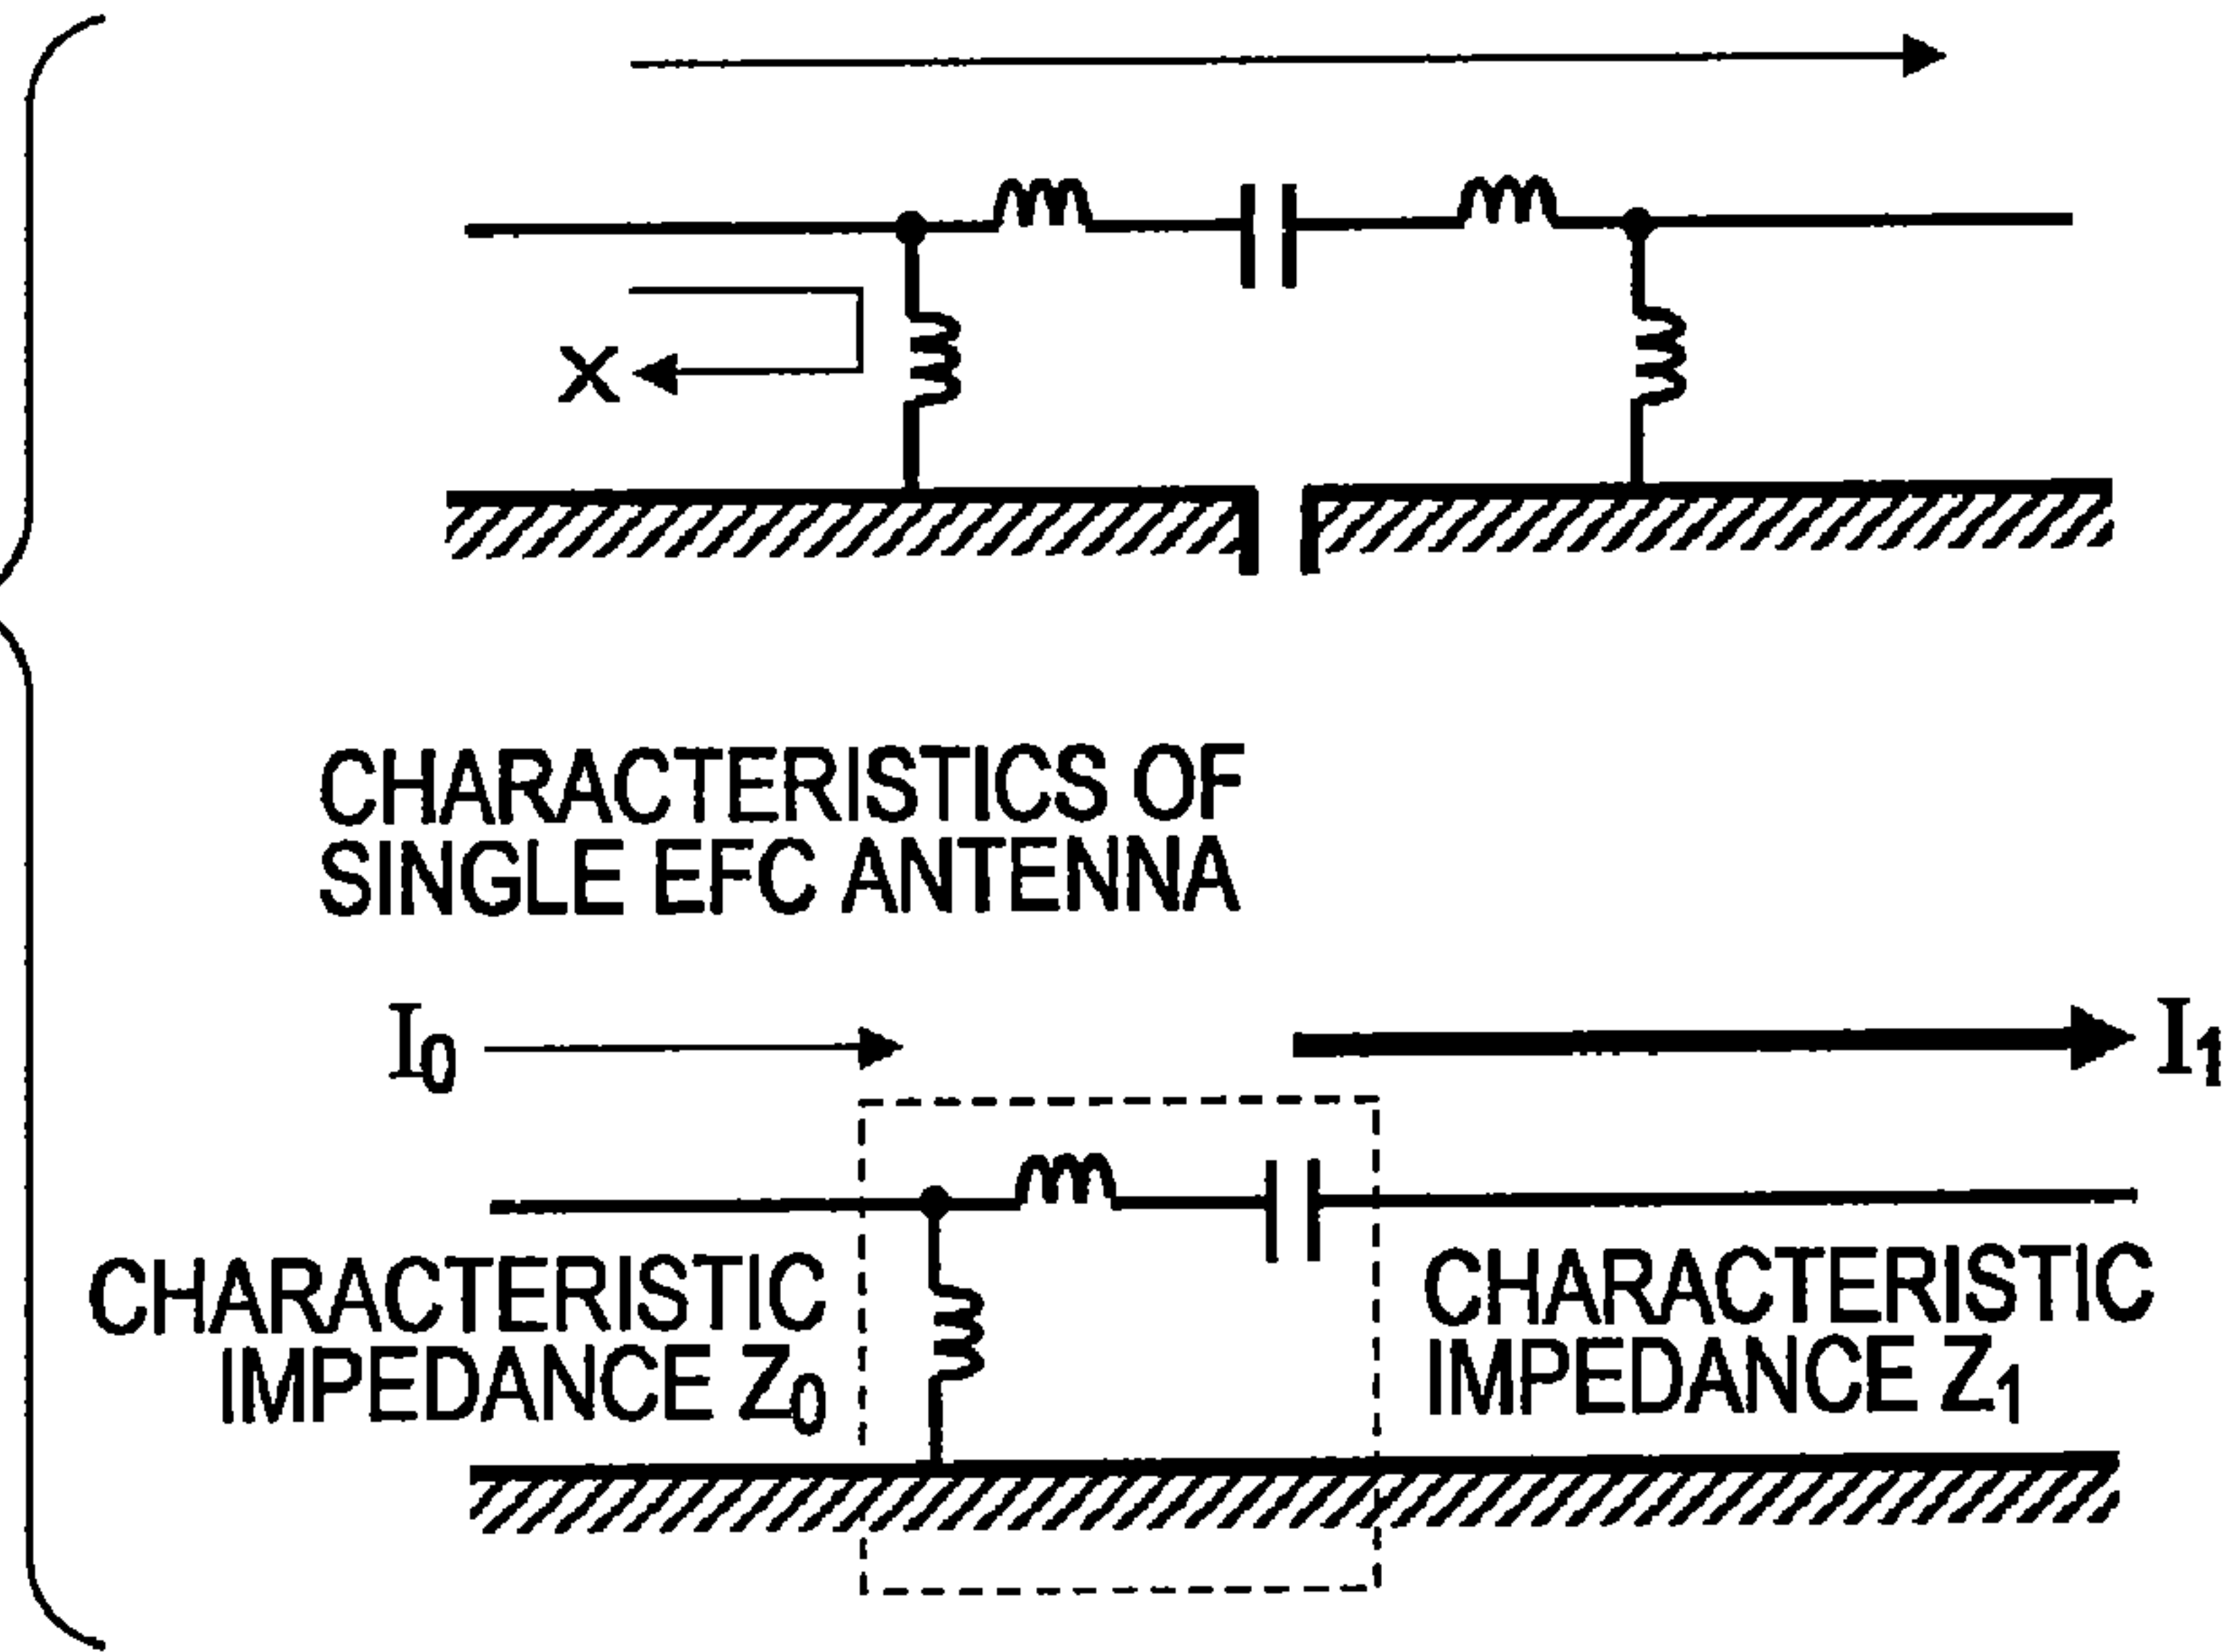 X
CHARACTERISTICS OF
SINGLE EFC ANTENNA
I₀
I₁
CHARACTERISTIC
IMPEDANCE Z₀
CHARACTERISTIC
IMPEDANCE Z₁